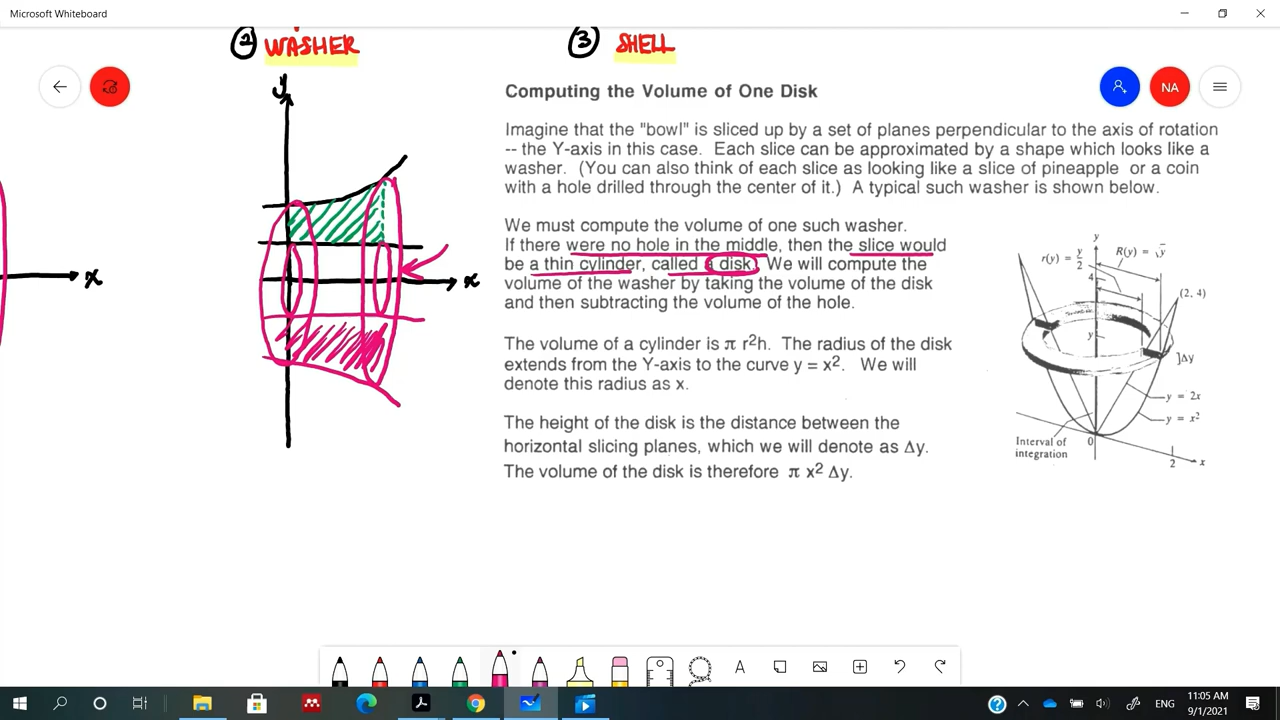 Microsoft Whiteboard
② WASHER
③ SHELL
y
x
x
NA
Computing the Volume of One Disk
Imagine that the "bowl" is sliced up by a set of planes perpendicular to the axis of rotation
-- the Y-axis in this case. Each slice can be approximated by a shape which looks like a
washer. (You can also think of each slice as looking like a slice of pineapple or a coin
with a hole drilled through the center of it.) A typical such washer is shown below.
We must compute the volume of one such washer.
If there were no hole in the middle, then the slice would
be a thin cylinder, called a disk. We will compute the
volume of the washer by taking the volume of the disk
and then subtracting the volume of the hole.
The volume of a cylinder is π r²h. The radius of the disk
extends from the Y-axis to the curve y = x². We will
denote this radius as x.
The height of the disk is the distance between the
horizontal slicing planes, which we will denote as Δy.
The volume of the disk is therefore π x² Δy.
y
r(y) = y/2
R(y) = √y
4
(2, 4)
y
]Δy
y = 2x
y = x²
Interval of
integration
0
2
x
A
ENG
11:05 AM
9/1/2021